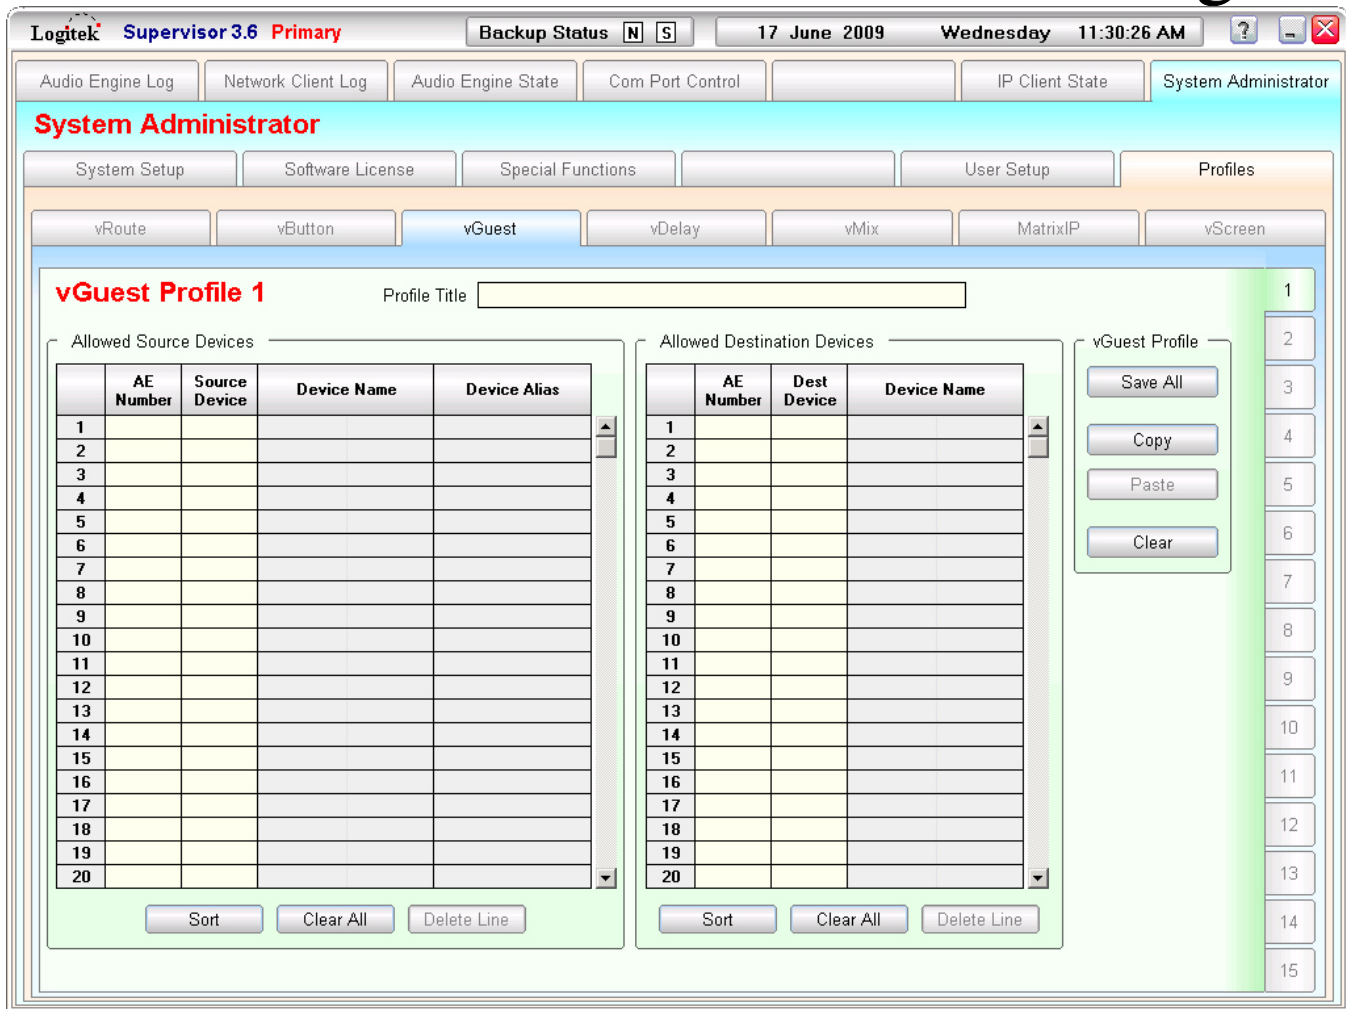 Logitek Supervisor 3.6 Primary Backup Status N S 17 June 2009 Wednesday 11:30:26 AM ?
Audio Engine Log Network Client Log Audio Engine State Com Port Control IP Client State System Administrator
System Administrator
System Setup Software License Special Functions User Setup Profiles
vRoute vButton vGuest vDelay vMix MatrixIP vScreen
vGuest Profile 1 Profile Title 1
Allowed Source Devices Allowed Destination Devices vGuest Profile 2
AE Number Source Device Device Name Device Alias AE Number Dest Device Device Name Save All 3
1 1 Copy 4
2 2
3 3 Paste 5
4 4
5 5 Clear 6
6 6
7 7 7
8 8
9 9 8
10 10
11 11 9
12 12
13 13 10
14 14
15 15 11
16 16
17 17 12
18 18
19 19 13
20 20
Sort Clear All Delete Line Sort Clear All Delete Line 14
15